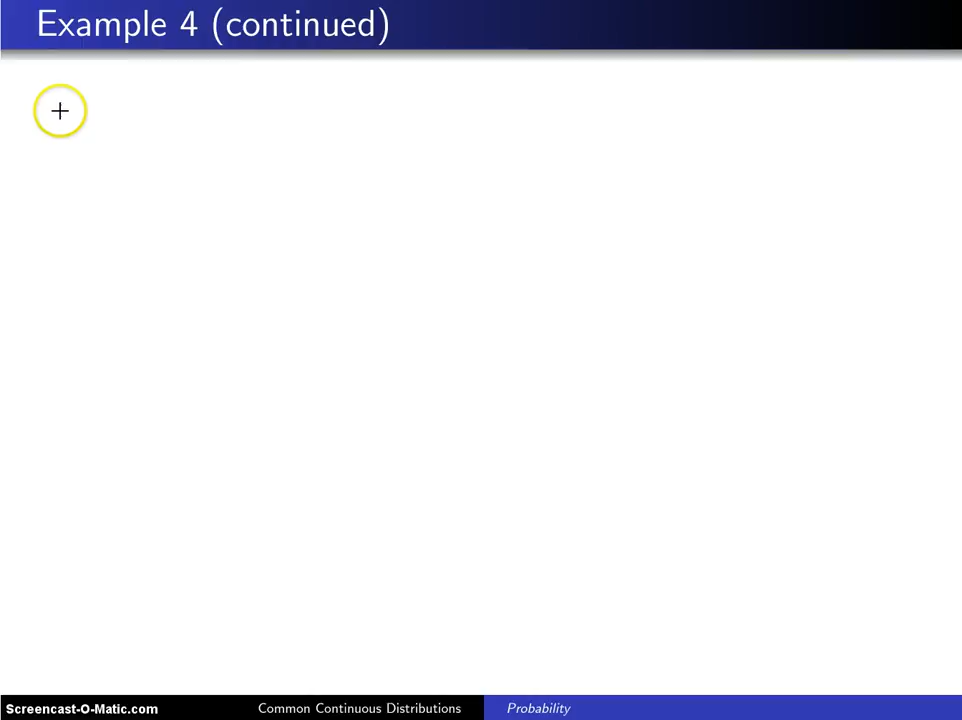 Example 4 (continued)
Screencast-O-Matic.com
Common Continuous Distributions
Probability